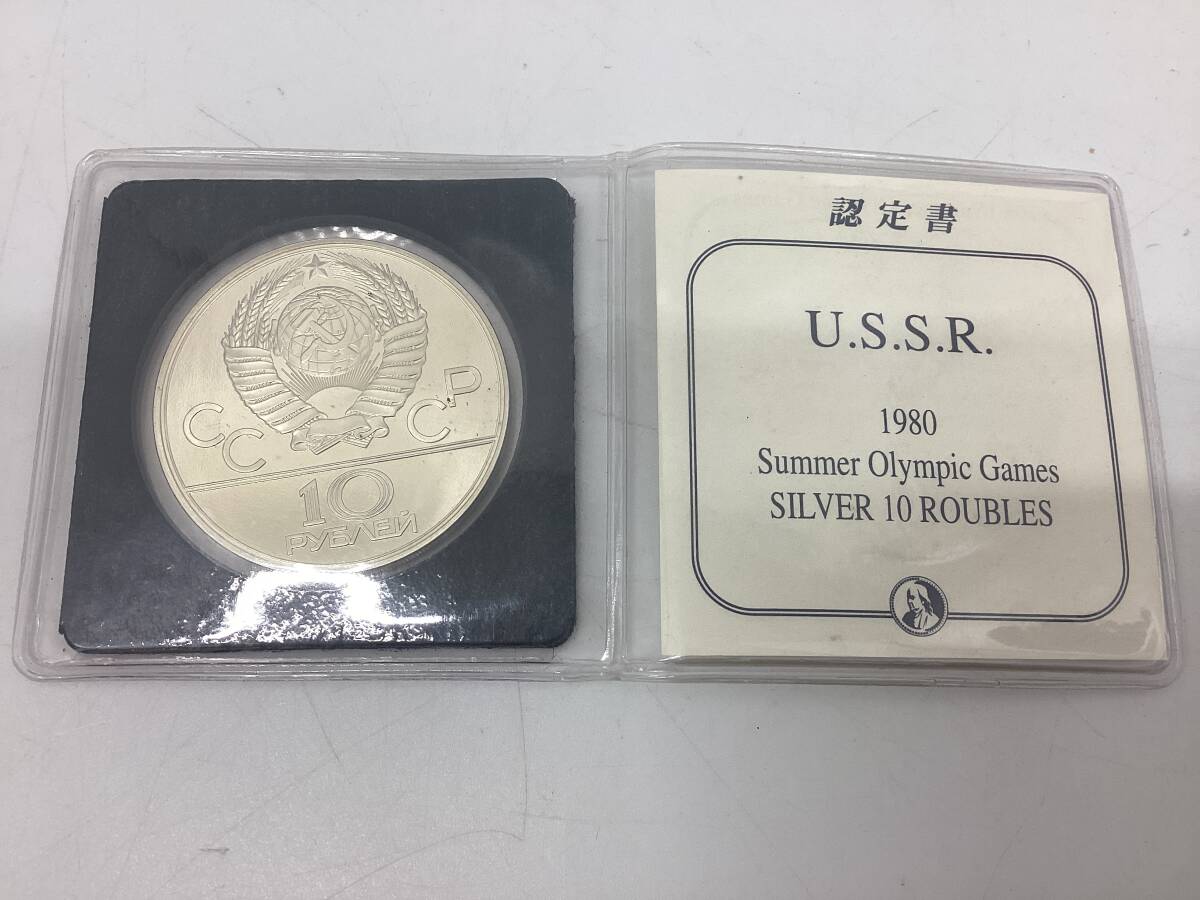 СССР
10
РУБЛЕЙ
認定書
U.S.S.R.
1980
Summer Olympic Games
SILVER 10 ROUBLES